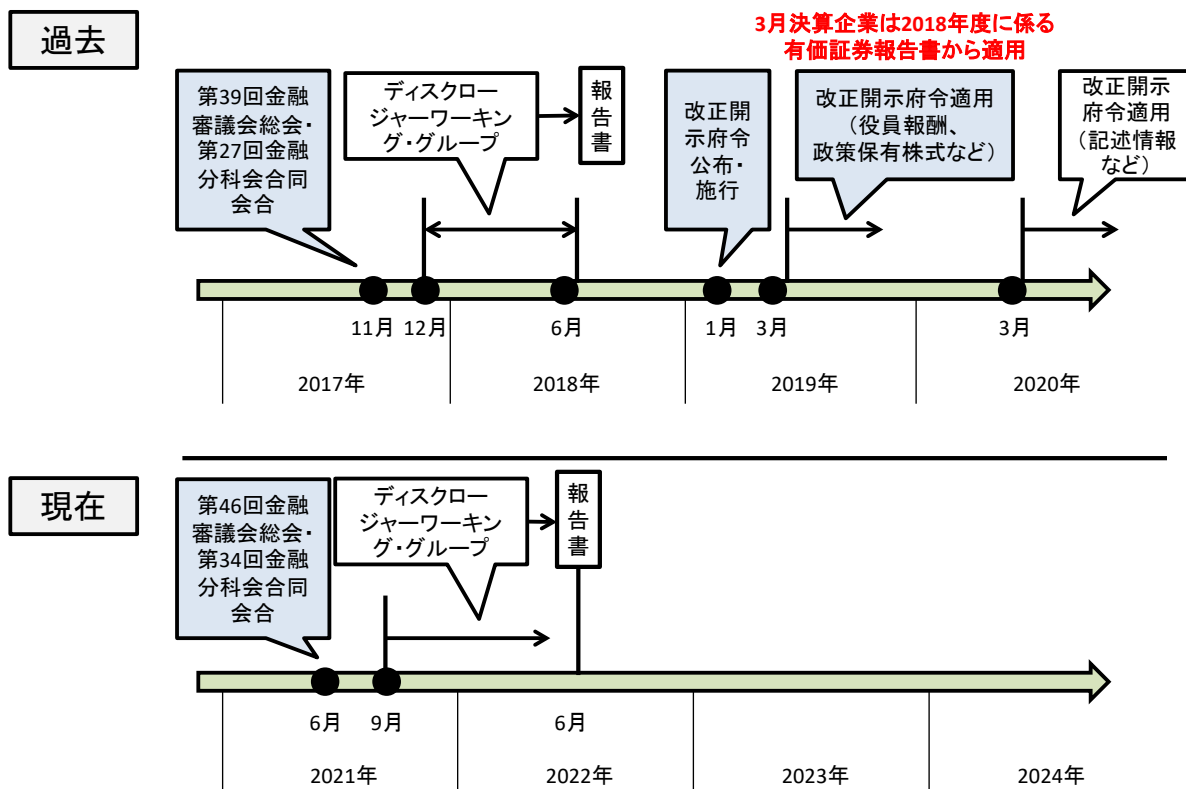 過去
3月決算企業は2018年度に係る
有価証券報告書から適用
第39回金融
審議会総会・
第27回金融
分科会合同
会合
ディスクロー
ジャーワーキン
グ・グループ
報
告
書
改正開
示府令
公布・
施行
改正開示府令適用
(役員報酬、
政策保有株式など)
改正開示
府令適用
(記述情報
など)
11月
12月
6月
1月
3月
3月
2017年
2018年
2019年
2020年
現在
第46回金融
審議会総会・
第34回金融
分科会合同
会合
ディスクロー
ジャーワーキン
グ・グループ
報
告
書
6月
9月
6月
2021年
2022年
2023年
2024年